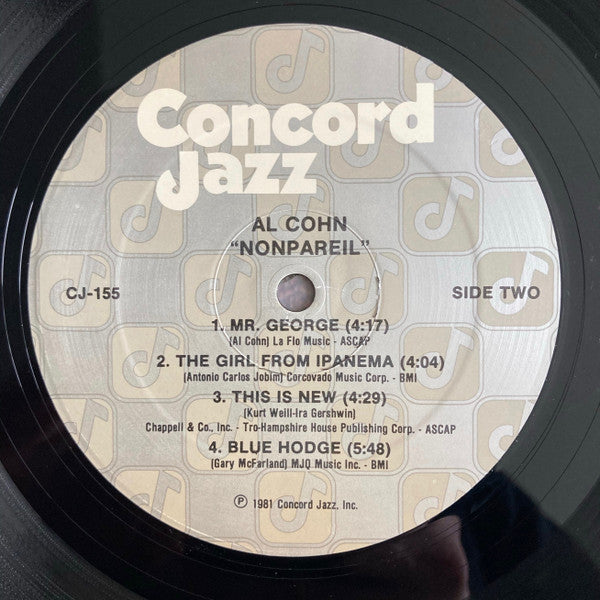 Concord
Jazz
AL COHN
"NONPAREIL"
CJ-155
SIDE TWO
1. MR. GEORGE (4:17)
(Al Cohn) La Flo Music - ASCAP
2. THE GIRL FROM IPANEMA (4:04)
(Antonio Carlos Jobim) Corcovado Music Corp. - BMI
3. THIS IS NEW (4:29)
(Kurt Weill-Ira Gershwin)
Chappell & Co., Inc. - Tro-Hampshire House Publishing Corp. - ASCAP
4. BLUE HODGE (5:48)
(Gary McFarland) MJQ Music Inc. - BMI
℗ 1981 Concord Jazz, Inc.